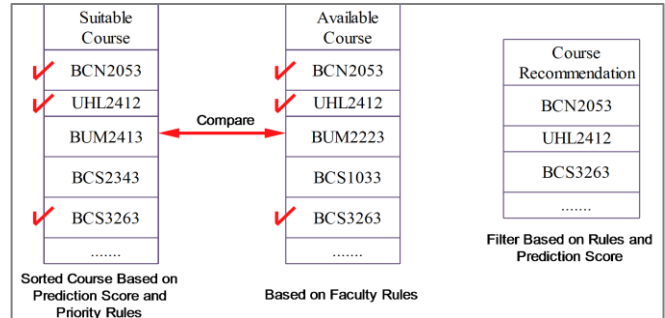 Suitable
Course
BCN2053
UHL2412
BUM2413
BCS2343
BCS3263
.......
Sorted Course Based on
Prediction Score and
Priority Rules
Compare
Available
Course
BCN2053
UHL2412
BUM2223
BCS1033
BCS3263
.......
Based on Faculty Rules
Course
Recommendation
BCN2053
UHL2412
BCS3263
.......
Filter Based on Rules and
Prediction Score